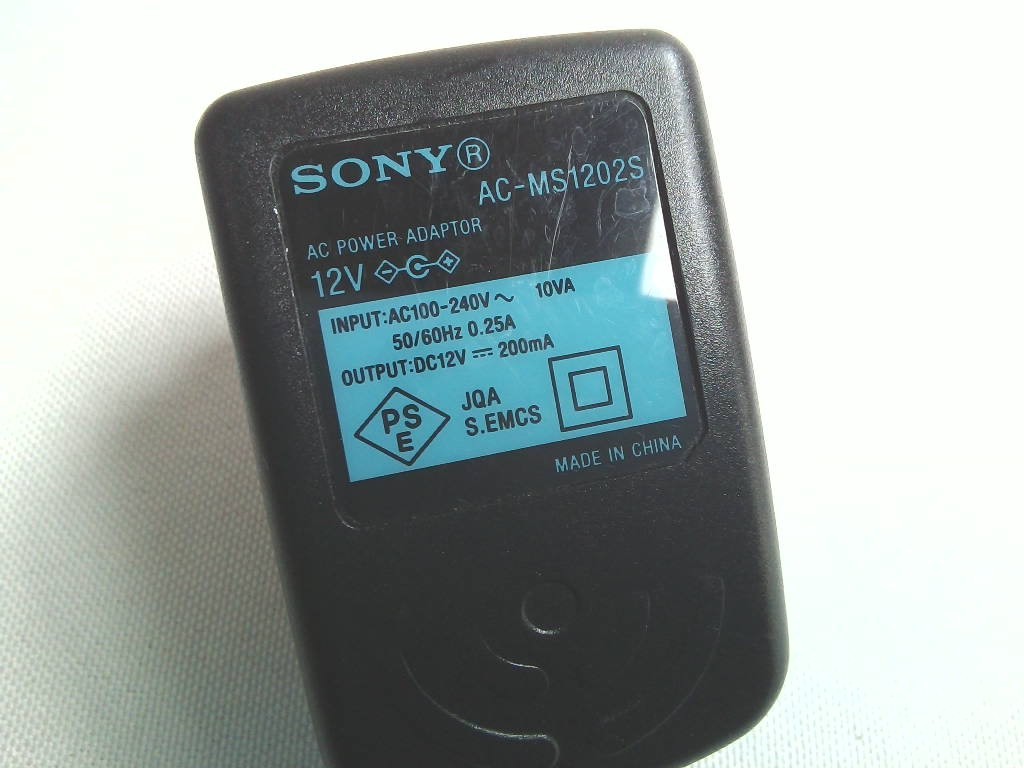 SONY®
AC-MS1202S
AC POWER ADAPTOR
12V
INPUT:AC100-240V～ 10VA
50/60Hz 0.25A
OUTPUT:DC12V ⎓ 200mA
PS
E
JQA
S.EMCS
MADE IN CHINA